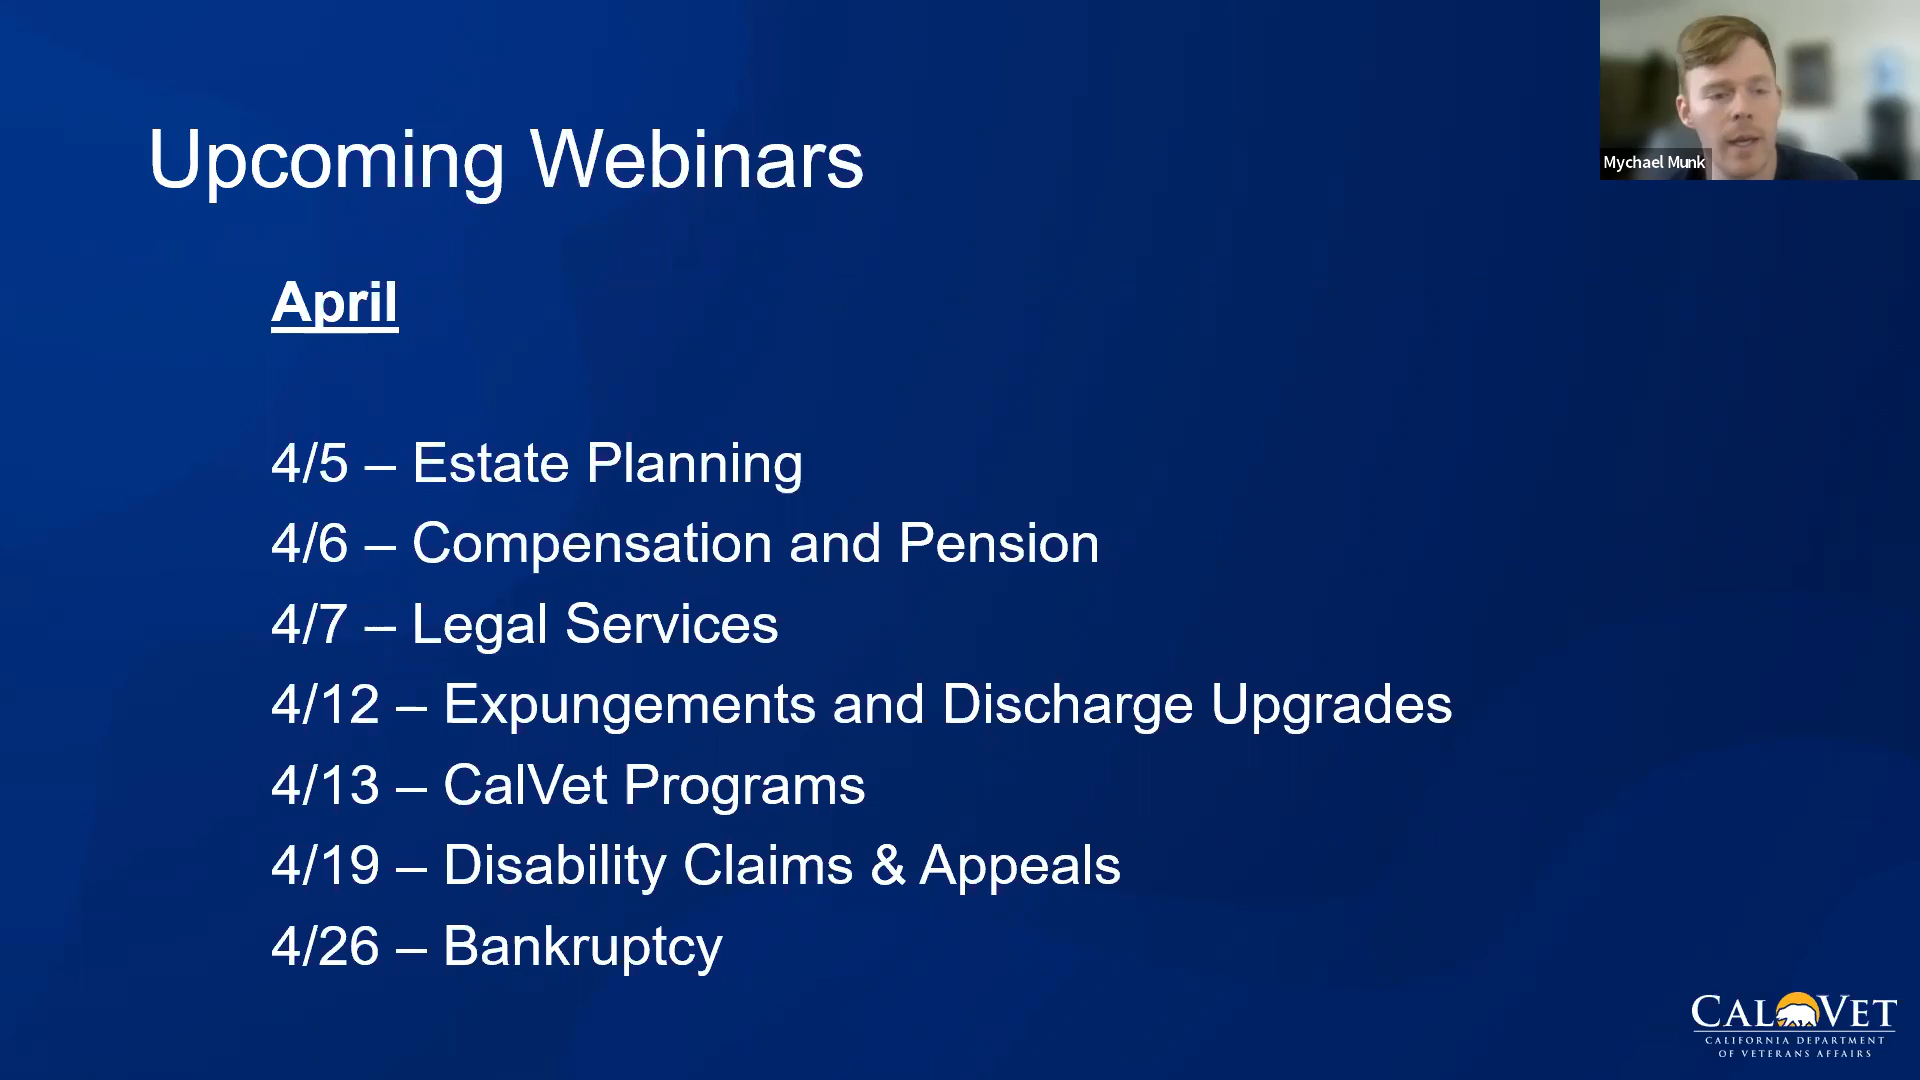 Upcoming Webinars
Mychael Munk
April
4/5 – Estate Planning
4/6 – Compensation and Pension
4/7 – Legal Services
4/12 – Expungements and Discharge Upgrades
4/13 – CalVet Programs
4/19 – Disability Claims & Appeals
4/26 – Bankruptcy
CALVET
CALIFORNIA DEPARTMENT
OF VETERANS AFFAIRS